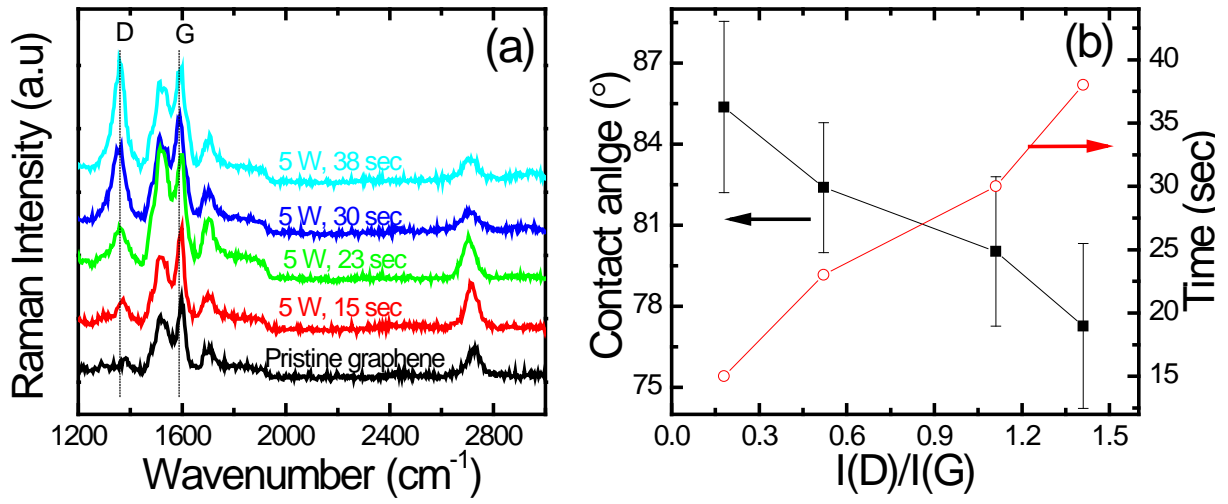 D G
(a)
5 W, 38 sec
5 W, 30 sec
5 W, 23 sec
5 W, 15 sec
Pristine graphene
Raman Intensity (a.u)
1200 1600 2000 2400 2800
Wavenumber (cm⁻¹)
(b)
Contact anlge (°)
87
84
81
78
75
40
35
30
25
20
15
Time (sec)
0.0 0.3 0.6 0.9 1.2 1.5
I(D)/I(G)